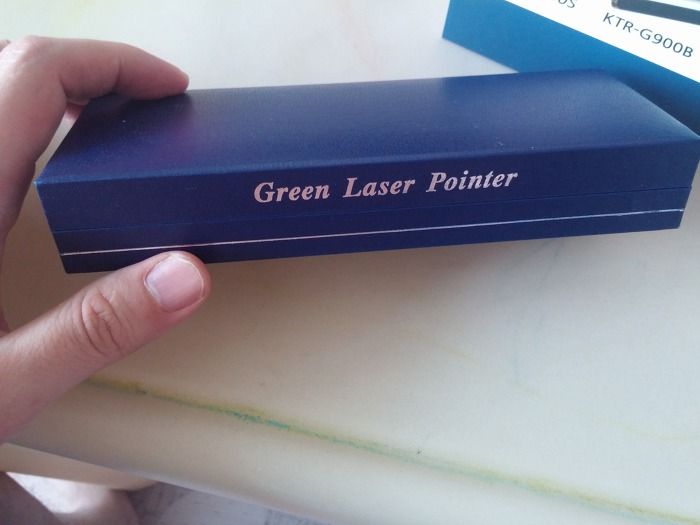 KTR-G900B
Green Laser Pointer